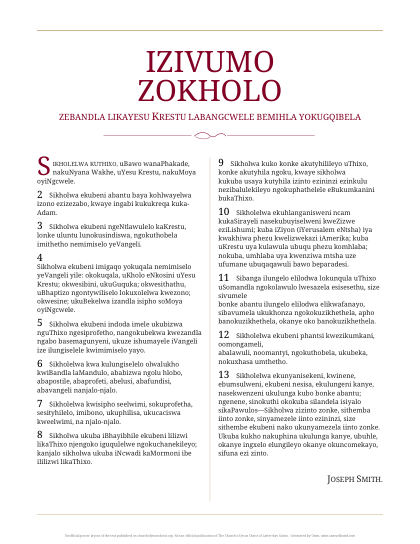 IZIVUMO
ZOKHOLO
ZEBANDLA LIKAYESU KRESTU LABANGCWELE BEMIHLA YOKUGQIBELA
SIKHOLELWA KUTHIXO, uBawo wanaPhakade,
nakuNyana Wakhe, uYesu Krestu, nakuMoya
oyiNgcwele.
2 Sikholelwa ekubeni abantu baya kohlwayelwa
izono ezizezabo, kwaye ingabi kukukreqa kuka-
Adam.
3 Sikholelwa ekubeni ngeNtlawulelo kaKrestu,
lonke uluntu lunokusindiswa, ngokuthobela
imithetho nemimiselo yeVangeli.
4
Sikholelwa ekubeni imigaqo yokuqala nemimiselo
yeVangeli yile: okokuqala, uKholo eNkosini uYesu
Krestu; okwesibini, ukuGuquka; okwesithathu,
uBhaptizo ngontywiliselo lokuxolelwa kwezono;
okwesine; ukuBekelwa izandla isipho soMoya
oyiNgcwele.
5 Sikholelwa ekubeni indoda imele ukubizwa
nguThixo ngesiprofetho, nangokubekwa kwezandla
ngabo basemagunyeni, ukuze ishumayele iVangeli
ize ilungiselele kwimimiselo yayo.
6 Sikholelwa kwa kulungiselelo olwalukho
kwiBandla laMandulo, abahizwa ngolu hlobo,
abapostile, abaprofeti, abefusi, abafundisi,
abavangeli nanjalo-njalo.
7 Sikholelelwa kwisipho seelwimi, sokuprofetha,
sesityhilelo, imibono, ukuphilisa, ukucaciswa
kweelwimi, na njalo-njalo.
8 Sikholwa ukuba iBhayibhile ekubeni lilizwi
likaThixo njengoko iguqulelwe ngokuchanekileyo;
kanjalo sikholwa ukuba iNcwadi kaMormoni ibe
ililizwi likaThixo.
9 Sikholwa kuko konke akutyhilileyo uThixo,
konke akutyhila ngoku, kwaye sikholwa
kukuba usaya kutyhila izinto ezininzi ezinkulu
nezibalulekileyo ngokuphathelele eBukumkanini
bukaThixo.
10 Sikholelwa ekuhlanganisweni ncam
kukaSirayeli nasekubuyiselweni kweZizwe
eziLishumi; kuba iZiyon (iYerusalem eNtsha) iya
kwakhiwa phezu kwelizwekazi iAmerika; kuba
uKrestu uya kuwulawula ubuqu phezu komhlaba;
nokuba, umhlaba uya kwenziwa mtsha uze
ufumane ubuqaqawuli bawo beparadesi.
11 Sibanga ilungelo elilodwa lokunqula uThixo
uSomandla ngokolawulo lwesazela esisesethu, size
sivumele
bonke abantu ilungelo elilodwa elikwafanayo,
sibavumela ukukhonza ngokozikhethela, apho
banokuzikhethela, okanye oko banokuzikhethela.
12 Sikholelwa ekubeni phantsi kwezikumkani,
oomongameli,
abalawuli, noomantyi, ngokuthobela, ukubeka,
nokuxhasa umthetho.
13 Sikholelwa ekunyanisekeni, kwinene,
ebumsulweni, ekubeni nesisa, ekulungeni kanye,
nasekwenzeni ukulunga kubo bonke abantu;
ngenene, sinokuthi okokuba silandela isiyalo
sikaPawulos—Sikholwa zizinto zonke, sithemba
iinto zonke, sinyamezele iinto ezininzi, size
sithembe ekubeni nako ukunyamezela iinto zonke.
Ukuba kukho nakuphina ukulunga kanye, ubuhle,
okanye ingxelo elungileyo okanye okuncomekayo,
sifuna ezi zinto.
JOSEPH SMITH.